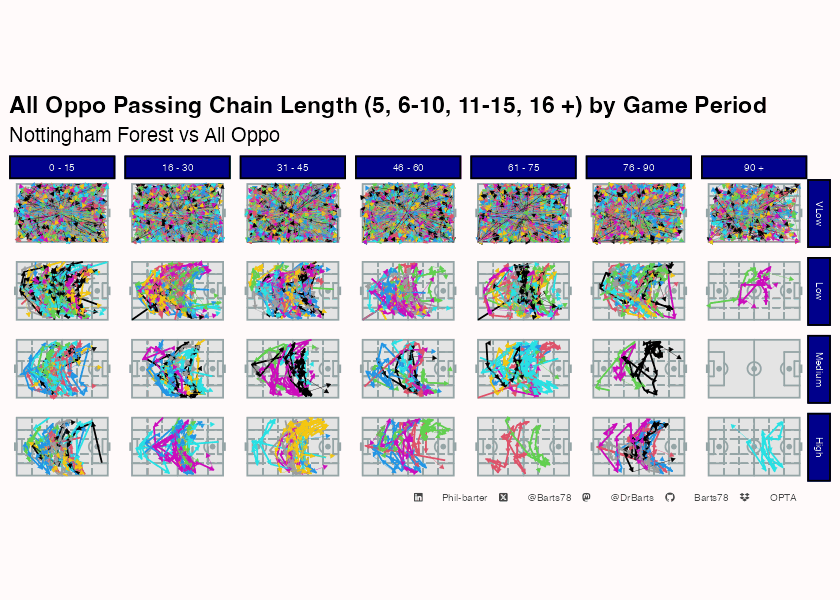 All Oppo Passing Chain Length (5, 6-10, 11-15, 16 +) by Game Period
Nottingham Forest vs All Oppo
0 - 15 16 - 30 31 - 45 46 - 60 61 - 75 76 - 90 90 +
VLow
Low
Medium
High
Phil-barter @Barts78 @DrBarts Barts78 OPTA